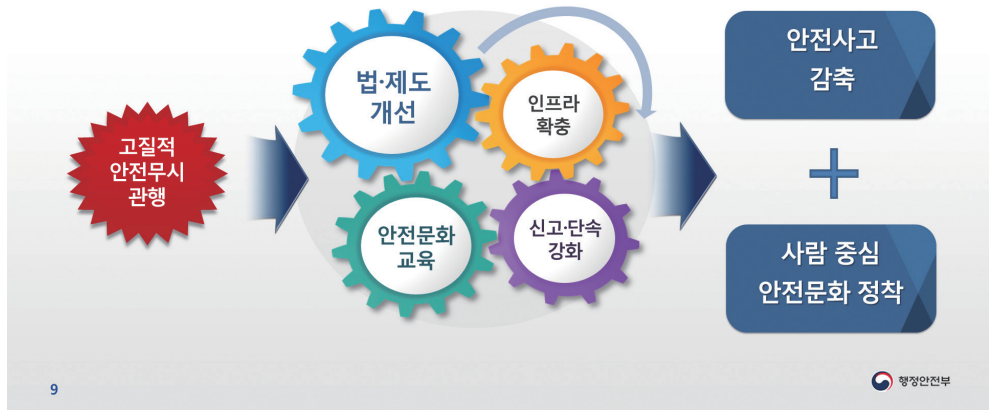 고질적
안전무시
관행
법·제도
개선
인프라
확충
안전문화
교육
신고·단속
강화
안전사고
감축
+
사람 중심
안전문화 정착
9
행정안전부